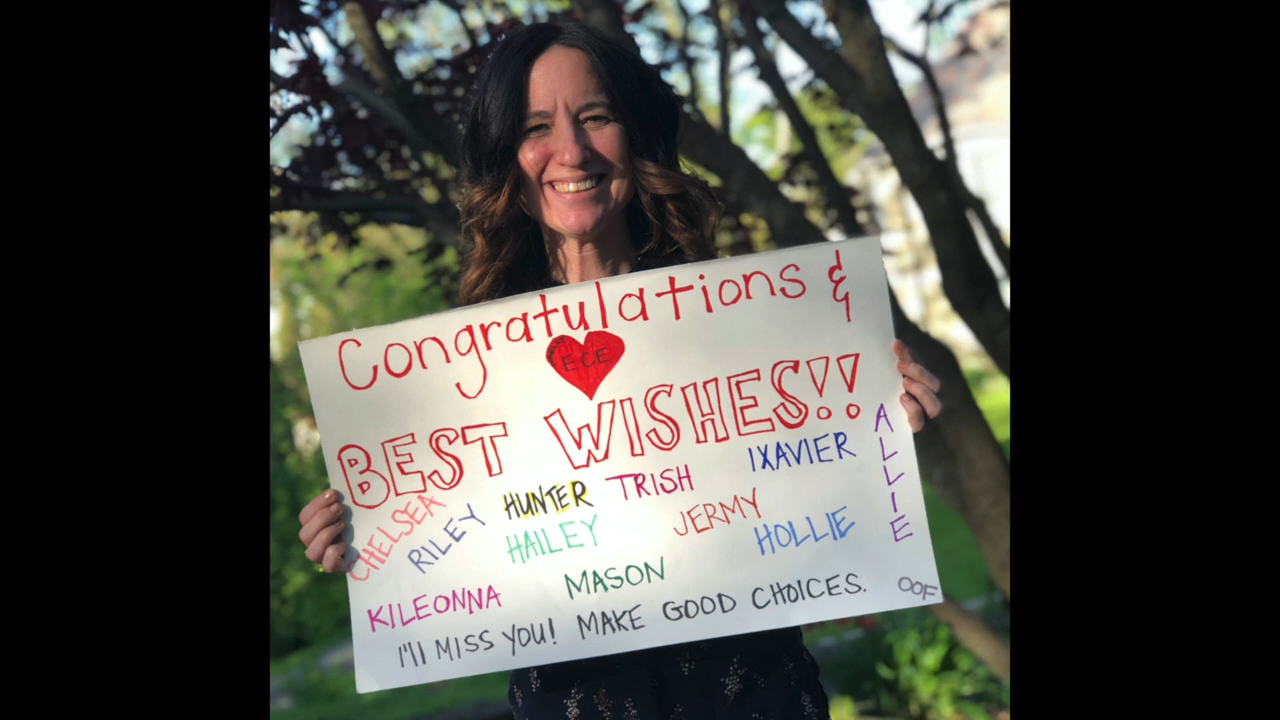 Congratulations &
ECE
BEST WISHES!!
CHELSEA RILEY HUNTER TRISH IXAVIER ALLIE
HAILEY JERMY HOLLIE
KILEONNA MASON
I'll MISS YOU! MAKE GOOD CHOICES.
OOF